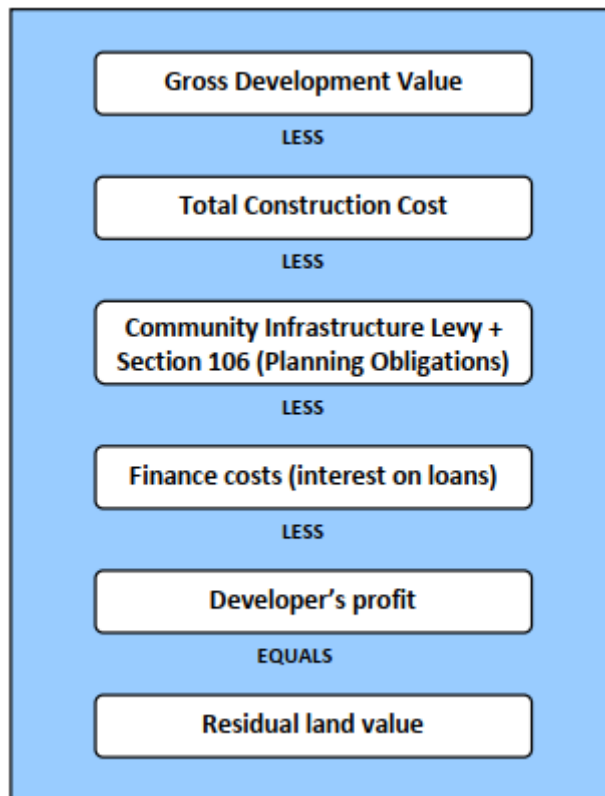 Gross Development Value
LESS
Total Construction Cost
LESS
Community Infrastructure Levy +
Section 106 (Planning Obligations)
LESS
Finance costs (interest on loans)
LESS
Developer’s profit
EQUALS
Residual land value